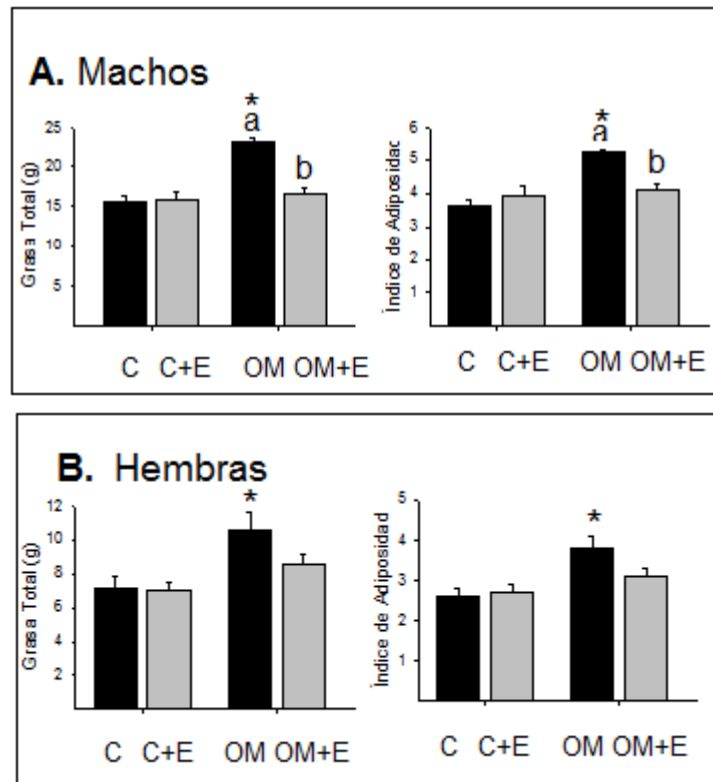 A. Machos
*
a
b
25
20
15
10
5
Grasa Total (g)
C C+E OM OM+E
*
a
b
6
5
4
3
2
1
Índice de Adiposidad
C C+E OM OM+E
B. Hembras
*
12
10
8
6
4
2
Grasa Total (g)
C C+E OM OM+E
*
5
4
3
2
1
Índice de Adiposidad
C C+E OM OM+E